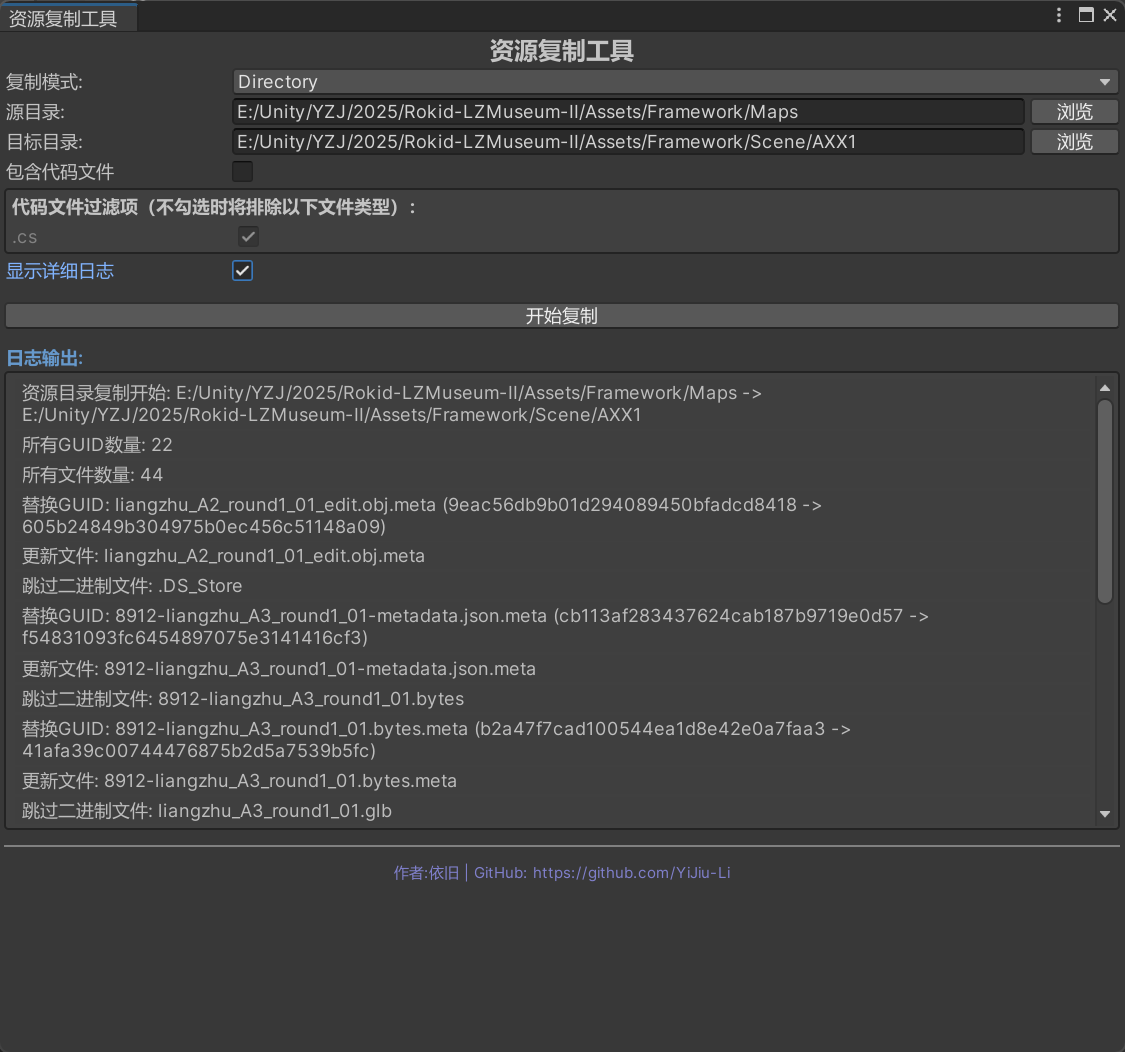 资源复制工具
资源复制工具
复制模式: Directory
源目录: E:/Unity/YZJ/2025/Rokid-LZMuseum-II/Assets/Framework/Maps 浏览
目标目录: E:/Unity/YZJ/2025/Rokid-LZMuseum-II/Assets/Framework/Scene/AXX1 浏览
包含代码文件
代码文件过滤项（不勾选时将排除以下文件类型）:
.cs
显示详细日志
开始复制
日志输出:
资源目录复制开始: E:/Unity/YZJ/2025/Rokid-LZMuseum-II/Assets/Framework/Maps ->
E:/Unity/YZJ/2025/Rokid-LZMuseum-II/Assets/Framework/Scene/AXX1
所有GUID数量: 22
所有文件数量: 44
替换GUID: liangzhu_A2_round1_01_edit.obj.meta (9eac56db9b01d294089450bfadcd8418 ->
605b24849b304975b0ec456c51148a09)
更新文件: liangzhu_A2_round1_01_edit.obj.meta
跳过二进制文件: .DS_Store
替换GUID: 8912-liangzhu_A3_round1_01-metadata.json.meta (cb113af283437624cab187b9719e0d57 ->
f54831093fc6454897075e3141416cf3)
更新文件: 8912-liangzhu_A3_round1_01-metadata.json.meta
跳过二进制文件: 8912-liangzhu_A3_round1_01.bytes
替换GUID: 8912-liangzhu_A3_round1_01.bytes.meta (b2a47f7cad100544ea1d8e42e0a7faa3 ->
41afa39c00744476875b2d5a7539b5fc)
更新文件: 8912-liangzhu_A3_round1_01.bytes.meta
跳过二进制文件: liangzhu_A3_round1_01.glb
作者:依旧 | GitHub: https://github.com/YiJiu-Li